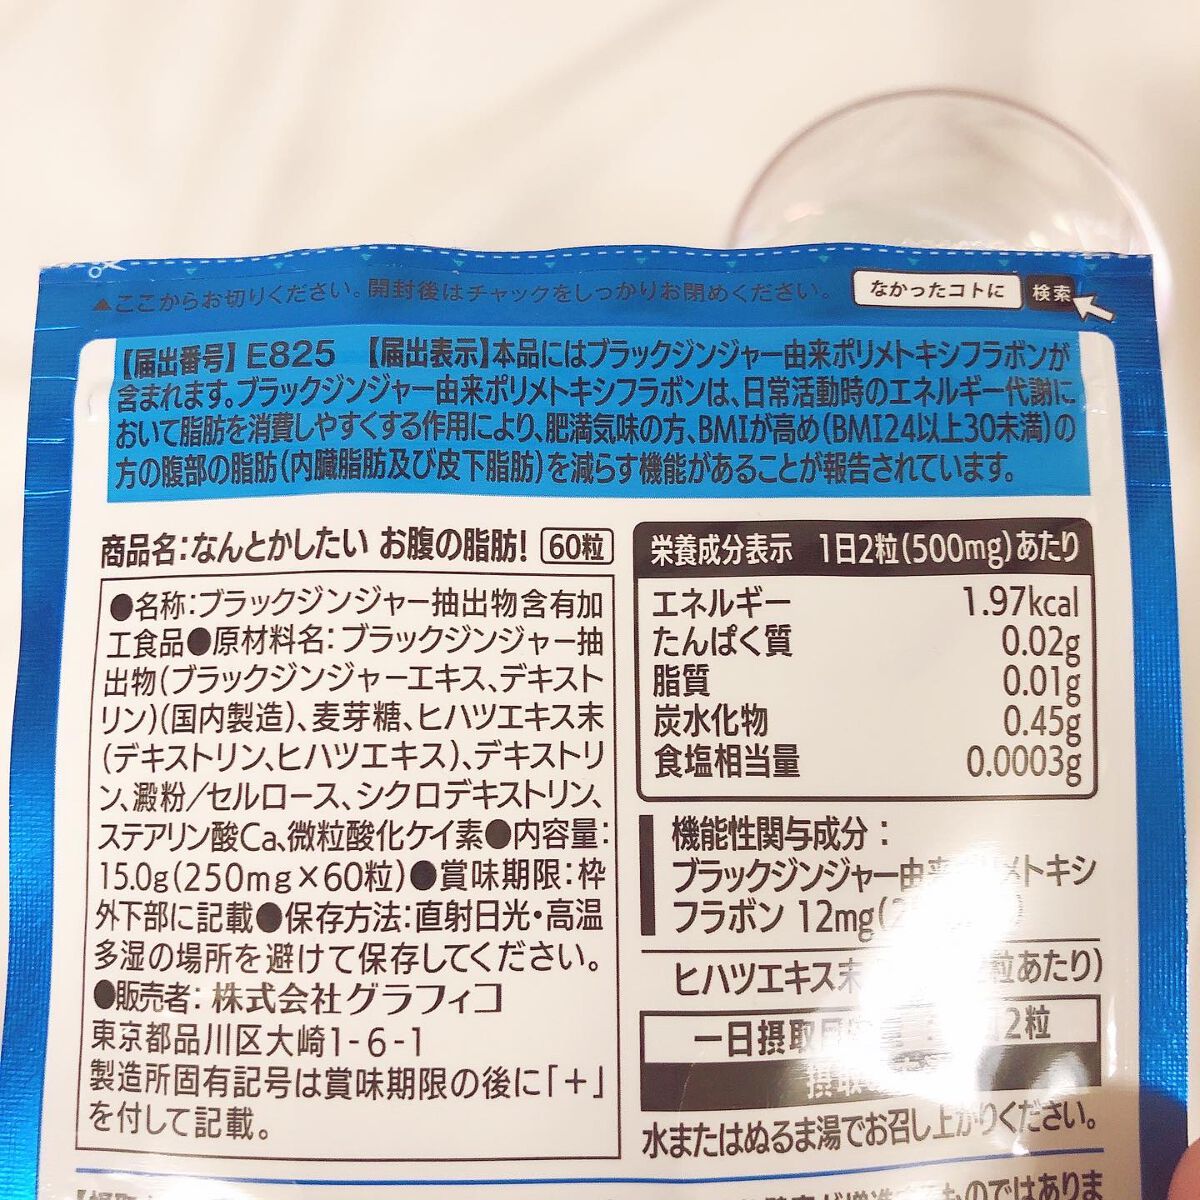 ▲ここからお切りください。開封後はチャックをしっかりお閉めください。
なかったコトに 検索
【届出番号】E825 【届出表示】本品にはブラックジンジャー由来ポリメトキシフラボンが
含まれます。ブラックジンジャー由来ポリメトキシフラボンは、日常活動時のエネルギー代謝に
おいて脂肪を消費しやすくする作用により、肥満気味の方、BMIが高め(BMI24以上30未満)の
方の腹部の脂肪(内臓脂肪及び皮下脂肪)を減らす機能があることが報告されています。
商品名:なんとかしたい お腹の脂肪! 60粒
●名称:ブラックジンジャー抽出物含有加
工食品●原材料名:ブラックジンジャー抽
出物(ブラックジンジャーエキス、デキスト
リン)(国内製造)、麦芽糖、ヒハツエキス末
(デキストリン、ヒハツエキス)、デキストリ
ン、澱粉/セルロース、シクロデキストリン、
ステアリン酸Ca、微粒酸化ケイ素●内容量:
15.0g(250mg×60粒)●賞味期限:枠
外下部に記載●保存方法:直射日光・高温
多湿の場所を避けて保存してください。
●販売者:株式会社グラフィコ
東京都品川区大崎1-6-1
製造所固有記号は賞味期限の後に「+」
を付して記載。
栄養成分表示 1日2粒(500mg)あたり
エネルギー 1.97kcal
たんぱく質 0.02g
脂質 0.01g
炭水化物 0.45g
食塩相当量 0.0003g
機能性関与成分:
ブラックジンジャー由来 メトキシ
フラボン 12mg(
ヒハツエキス末 粒あたり)
一日摂取 2粒
摂取
水またはぬるま湯でお召し上がりください。
ものではありま